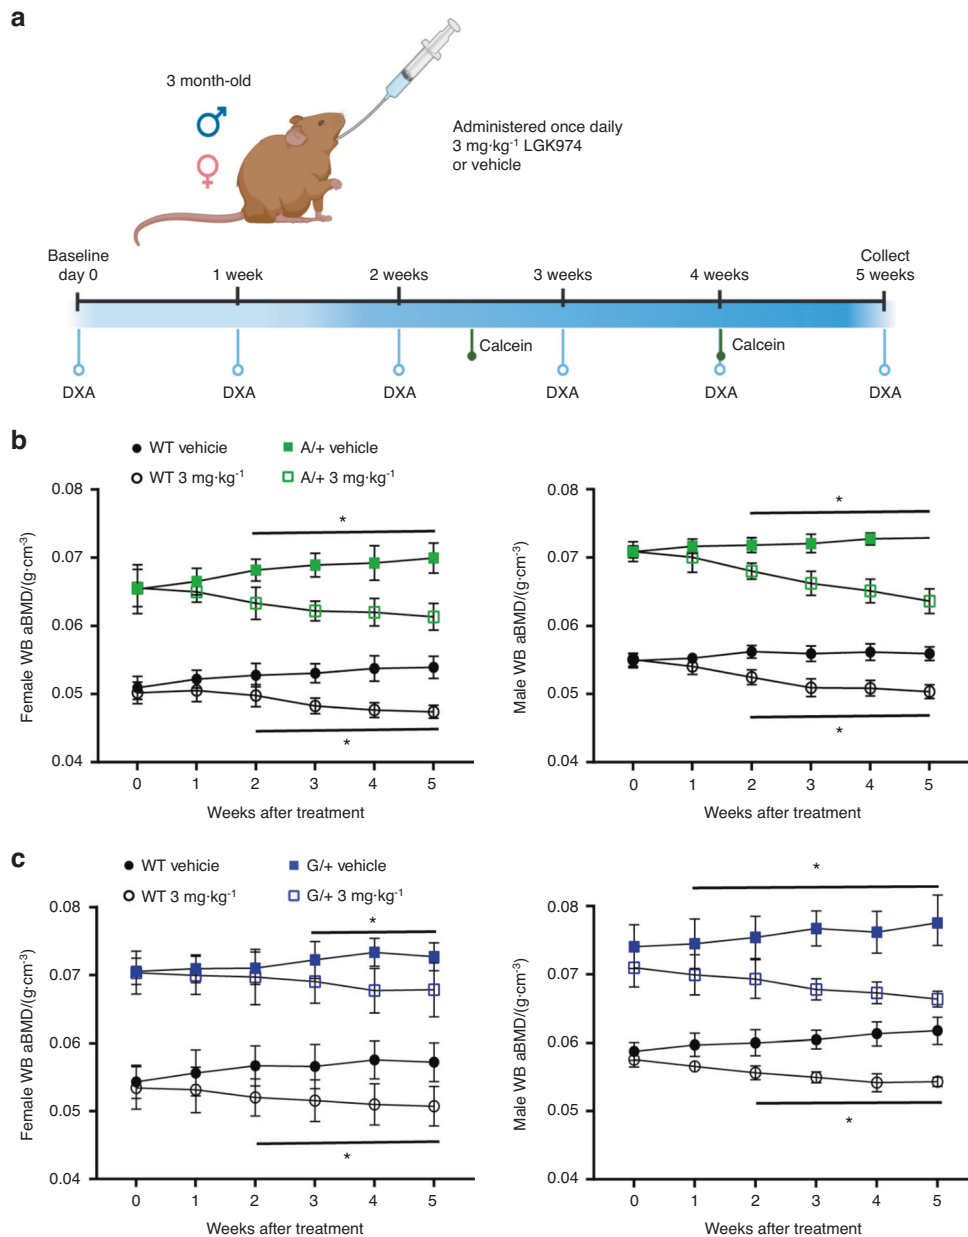 a
3 month-old
Administered once daily
3 mg·kg⁻¹ LGK974
or vehicle
Baseline
day 0
1 week
2 weeks
3 weeks
4 weeks
Collect
5 weeks
Calcein
Calcein
DXA
DXA
DXA
DXA
DXA
DXA
b
WT vehicie
A/+ vehicle
WT 3 mg·kg⁻¹
A/+ 3 mg·kg⁻¹
Female WB aBMD/(g·cm⁻³)
0.08
0.07
0.06
0.05
0.04
*
*
0 1 2 3 4 5
Weeks after treatment
Male WB aBMD/(g·cm⁻³)
0.08
0.07
0.06
0.05
0.04
*
*
0 1 2 3 4 5
Weeks after treatment
c
WT vehicie
G/+ vehicle
WT 3 mg·kg⁻¹
G/+ 3 mg·kg⁻¹
Female WB aBMD/(g·cm⁻³)
0.08
0.07
0.06
0.05
0.04
*
*
0 1 2 3 4 5
Weeks after treatment
Male WB aBMD/(g·cm⁻³)
0.08
0.07
0.06
0.05
0.04
*
*
0 1 2 3 4 5
Weeks after treatment